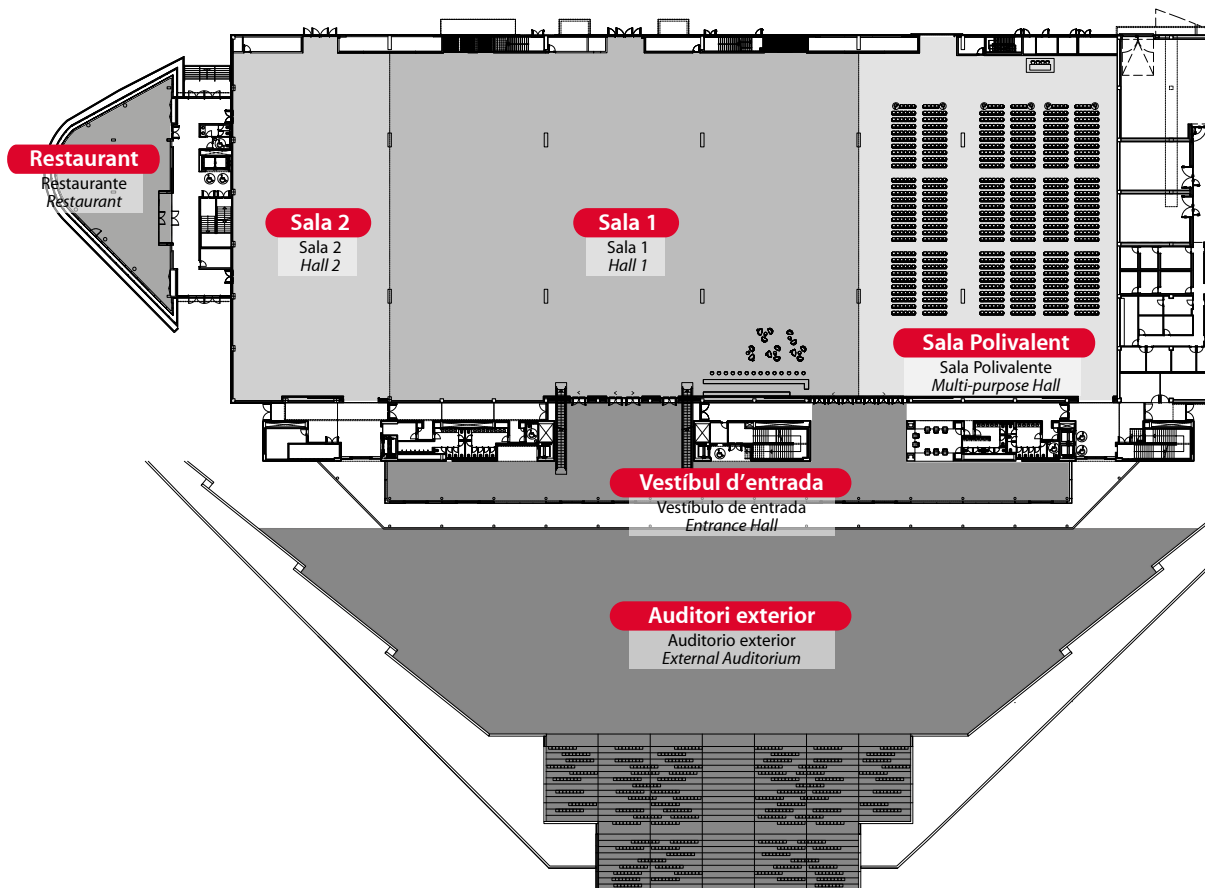 Restaurant
Restaurante
Restaurant
Sala 2
Sala 2
Hall 2
Sala 1
Sala 1
Hall 1
Sala Polivalent
Sala Polivalente
Multi-purpose Hall
Vestíbul d’entrada
Vestíbulo de entrada
Entrance Hall
Auditori exterior
Auditorio exterior
External Auditorium